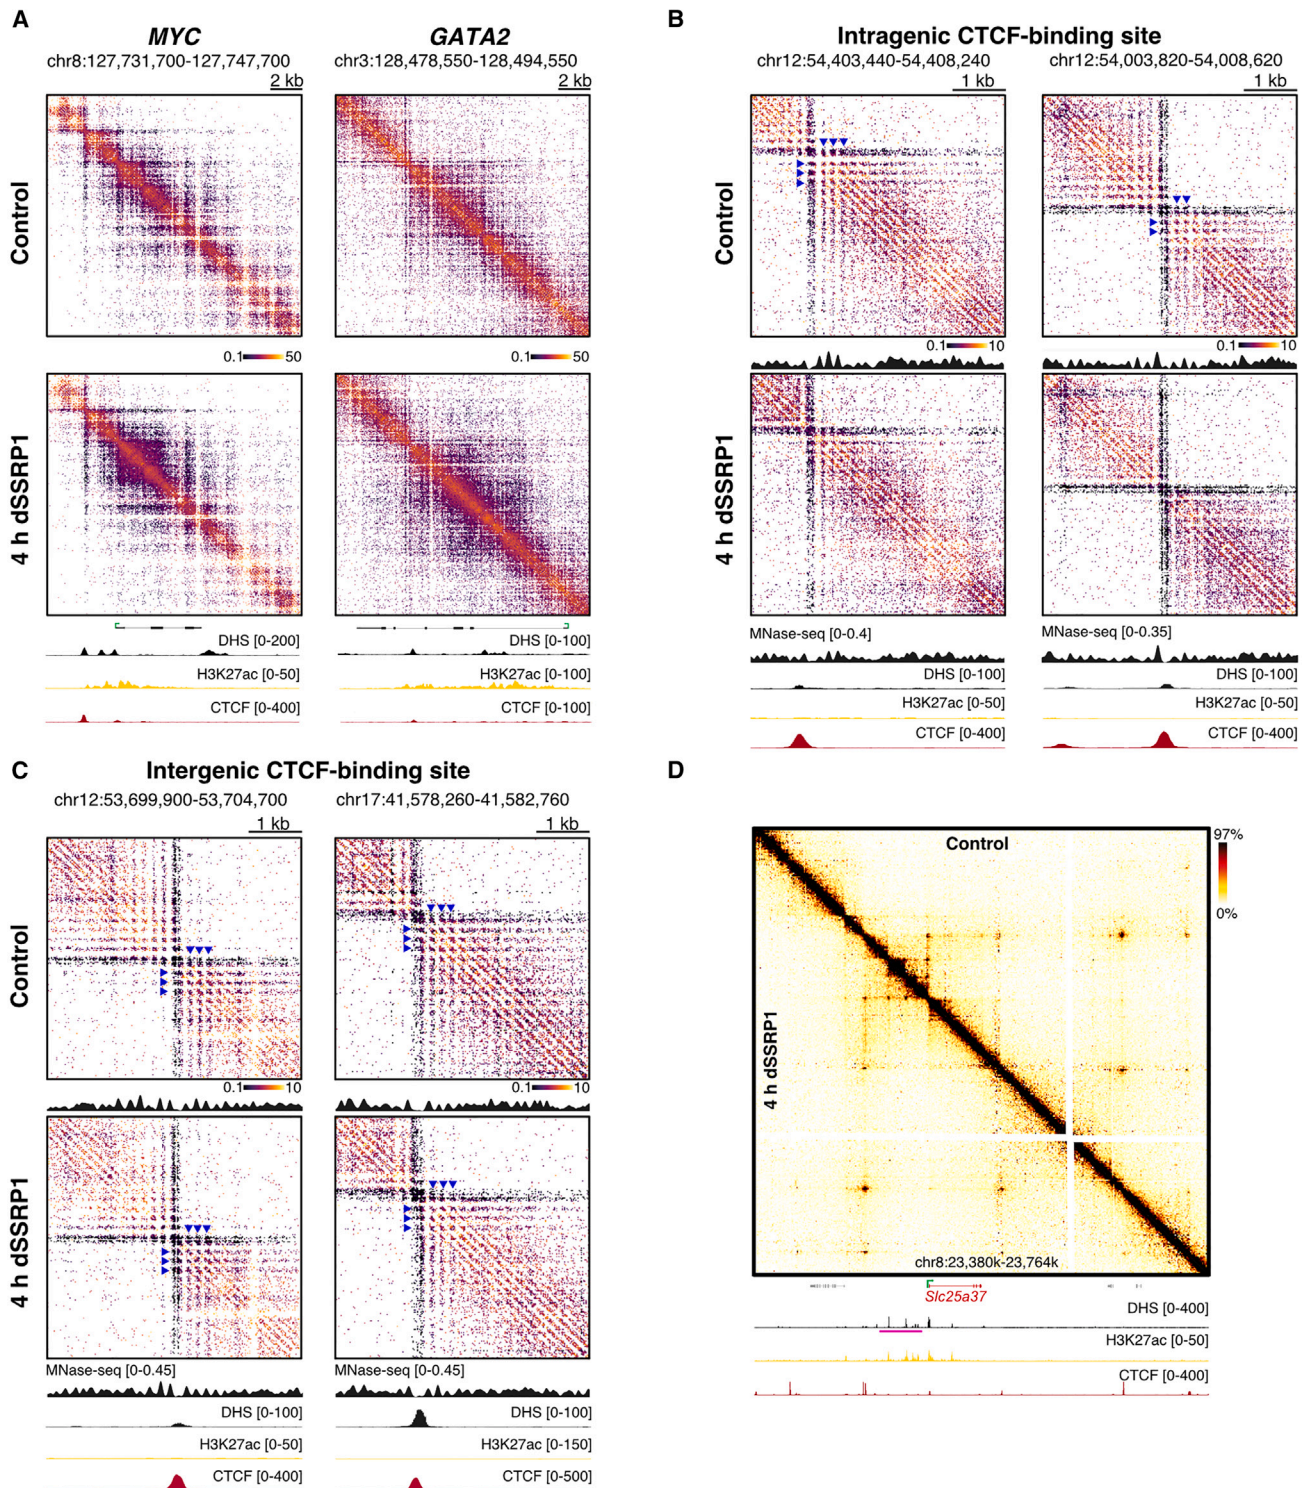 A
MYC
chr8:127,731,700-127,747,700
2 kb
GATA2
chr3:128,478,550-128,494,550
2 kb
Control
0.1 50
0.1 50
4 h dSSRP1
DHS [0-200]
DHS [0-100]
H3K27ac [0-50]
H3K27ac [0-100]
CTCF [0-400]
CTCF [0-100]
B
Intragenic CTCF-binding site
chr12:54,403,440-54,408,240
1 kb
chr12:54,003,820-54,008,620
1 kb
Control
0.1 10
0.1 10
4 h dSSRP1
MNase-seq [0-0.4]
MNase-seq [0-0.35]
DHS [0-100]
DHS [0-100]
H3K27ac [0-50]
H3K27ac [0-50]
CTCF [0-400]
CTCF [0-400]
C
Intergenic CTCF-binding site
chr12:53,699,900-53,704,700
1 kb
chr17:41,578,260-41,582,760
1 kb
Control
0.1 10
0.1 10
4 h dSSRP1
MNase-seq [0-0.45]
MNase-seq [0-0.45]
DHS [0-100]
DHS [0-100]
H3K27ac [0-50]
H3K27ac [0-150]
CTCF [0-400]
CTCF [0-500]
D
Control
97%
0%
4 h dSSRP1
chr8:23,380k-23,764k
Slc25a37
DHS [0-400]
H3K27ac [0-50]
CTCF [0-400]